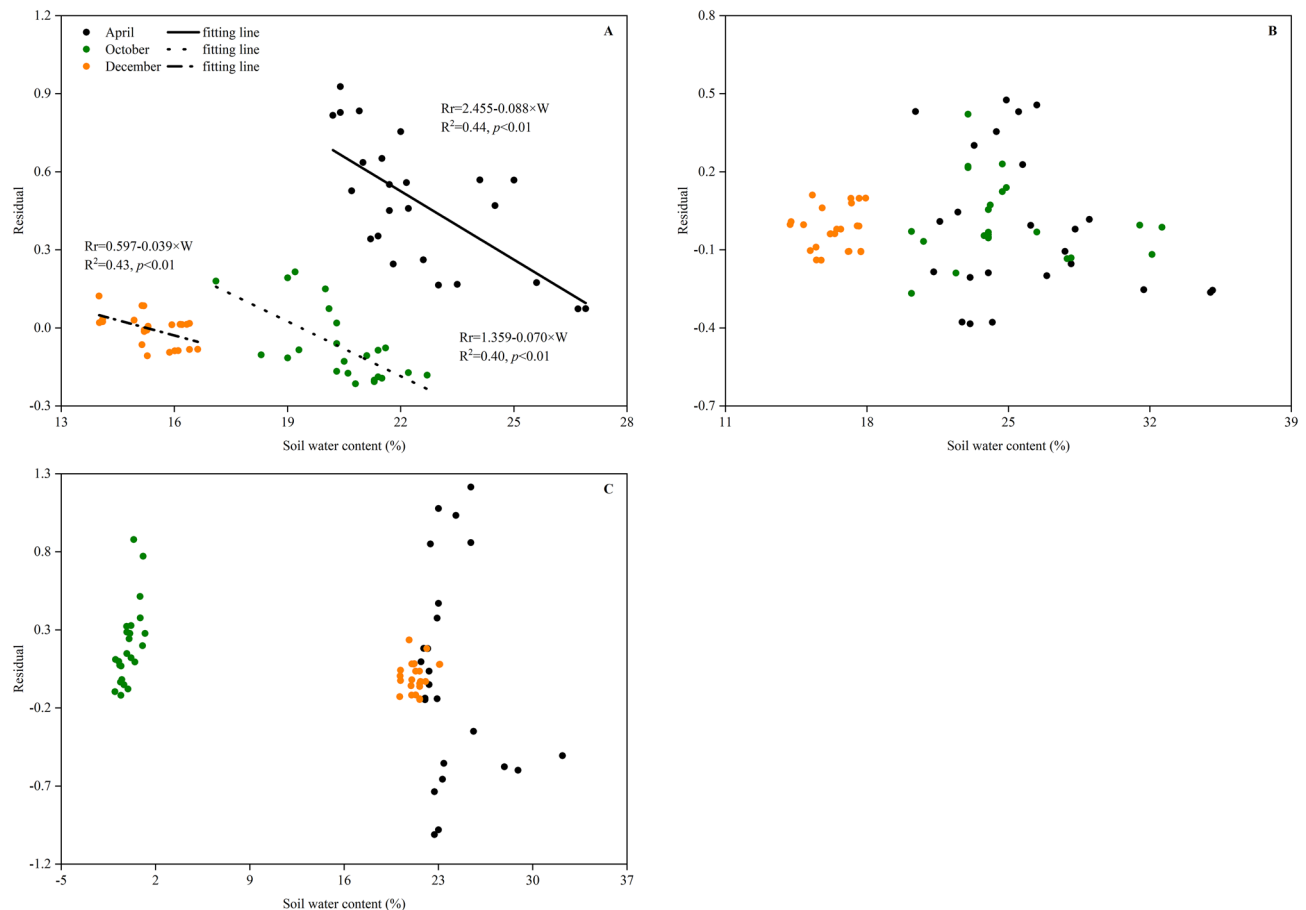 A
April fitting line
October fitting line
December fitting line
Rr=2.455-0.088×W
R²=0.44, p<0.01
Rr=0.597-0.039×W
R²=0.43, p<0.01
Rr=1.359-0.070×W
R²=0.40, p<0.01
1.2
0.9
0.6
0.3
0.0
-0.3
Residual
13 16 19 22 25 28
Soil water content (%)
B
0.8
0.5
0.2
-0.1
-0.4
-0.7
Residual
11 18 25 32 39
Soil water content (%)
C
1.3
0.8
0.3
-0.2
-0.7
-1.2
Residual
-5 2 9 16 23 30 37
Soil water content (%)